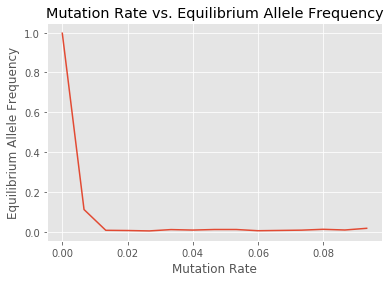 Mutation Rate vs. Equilibrium Allele Frequency
1.0
0.8
0.6
0.4
0.2
0.0
Equilibrium Allele Frequency
0.00 0.02 0.04 0.06 0.08
Mutation Rate